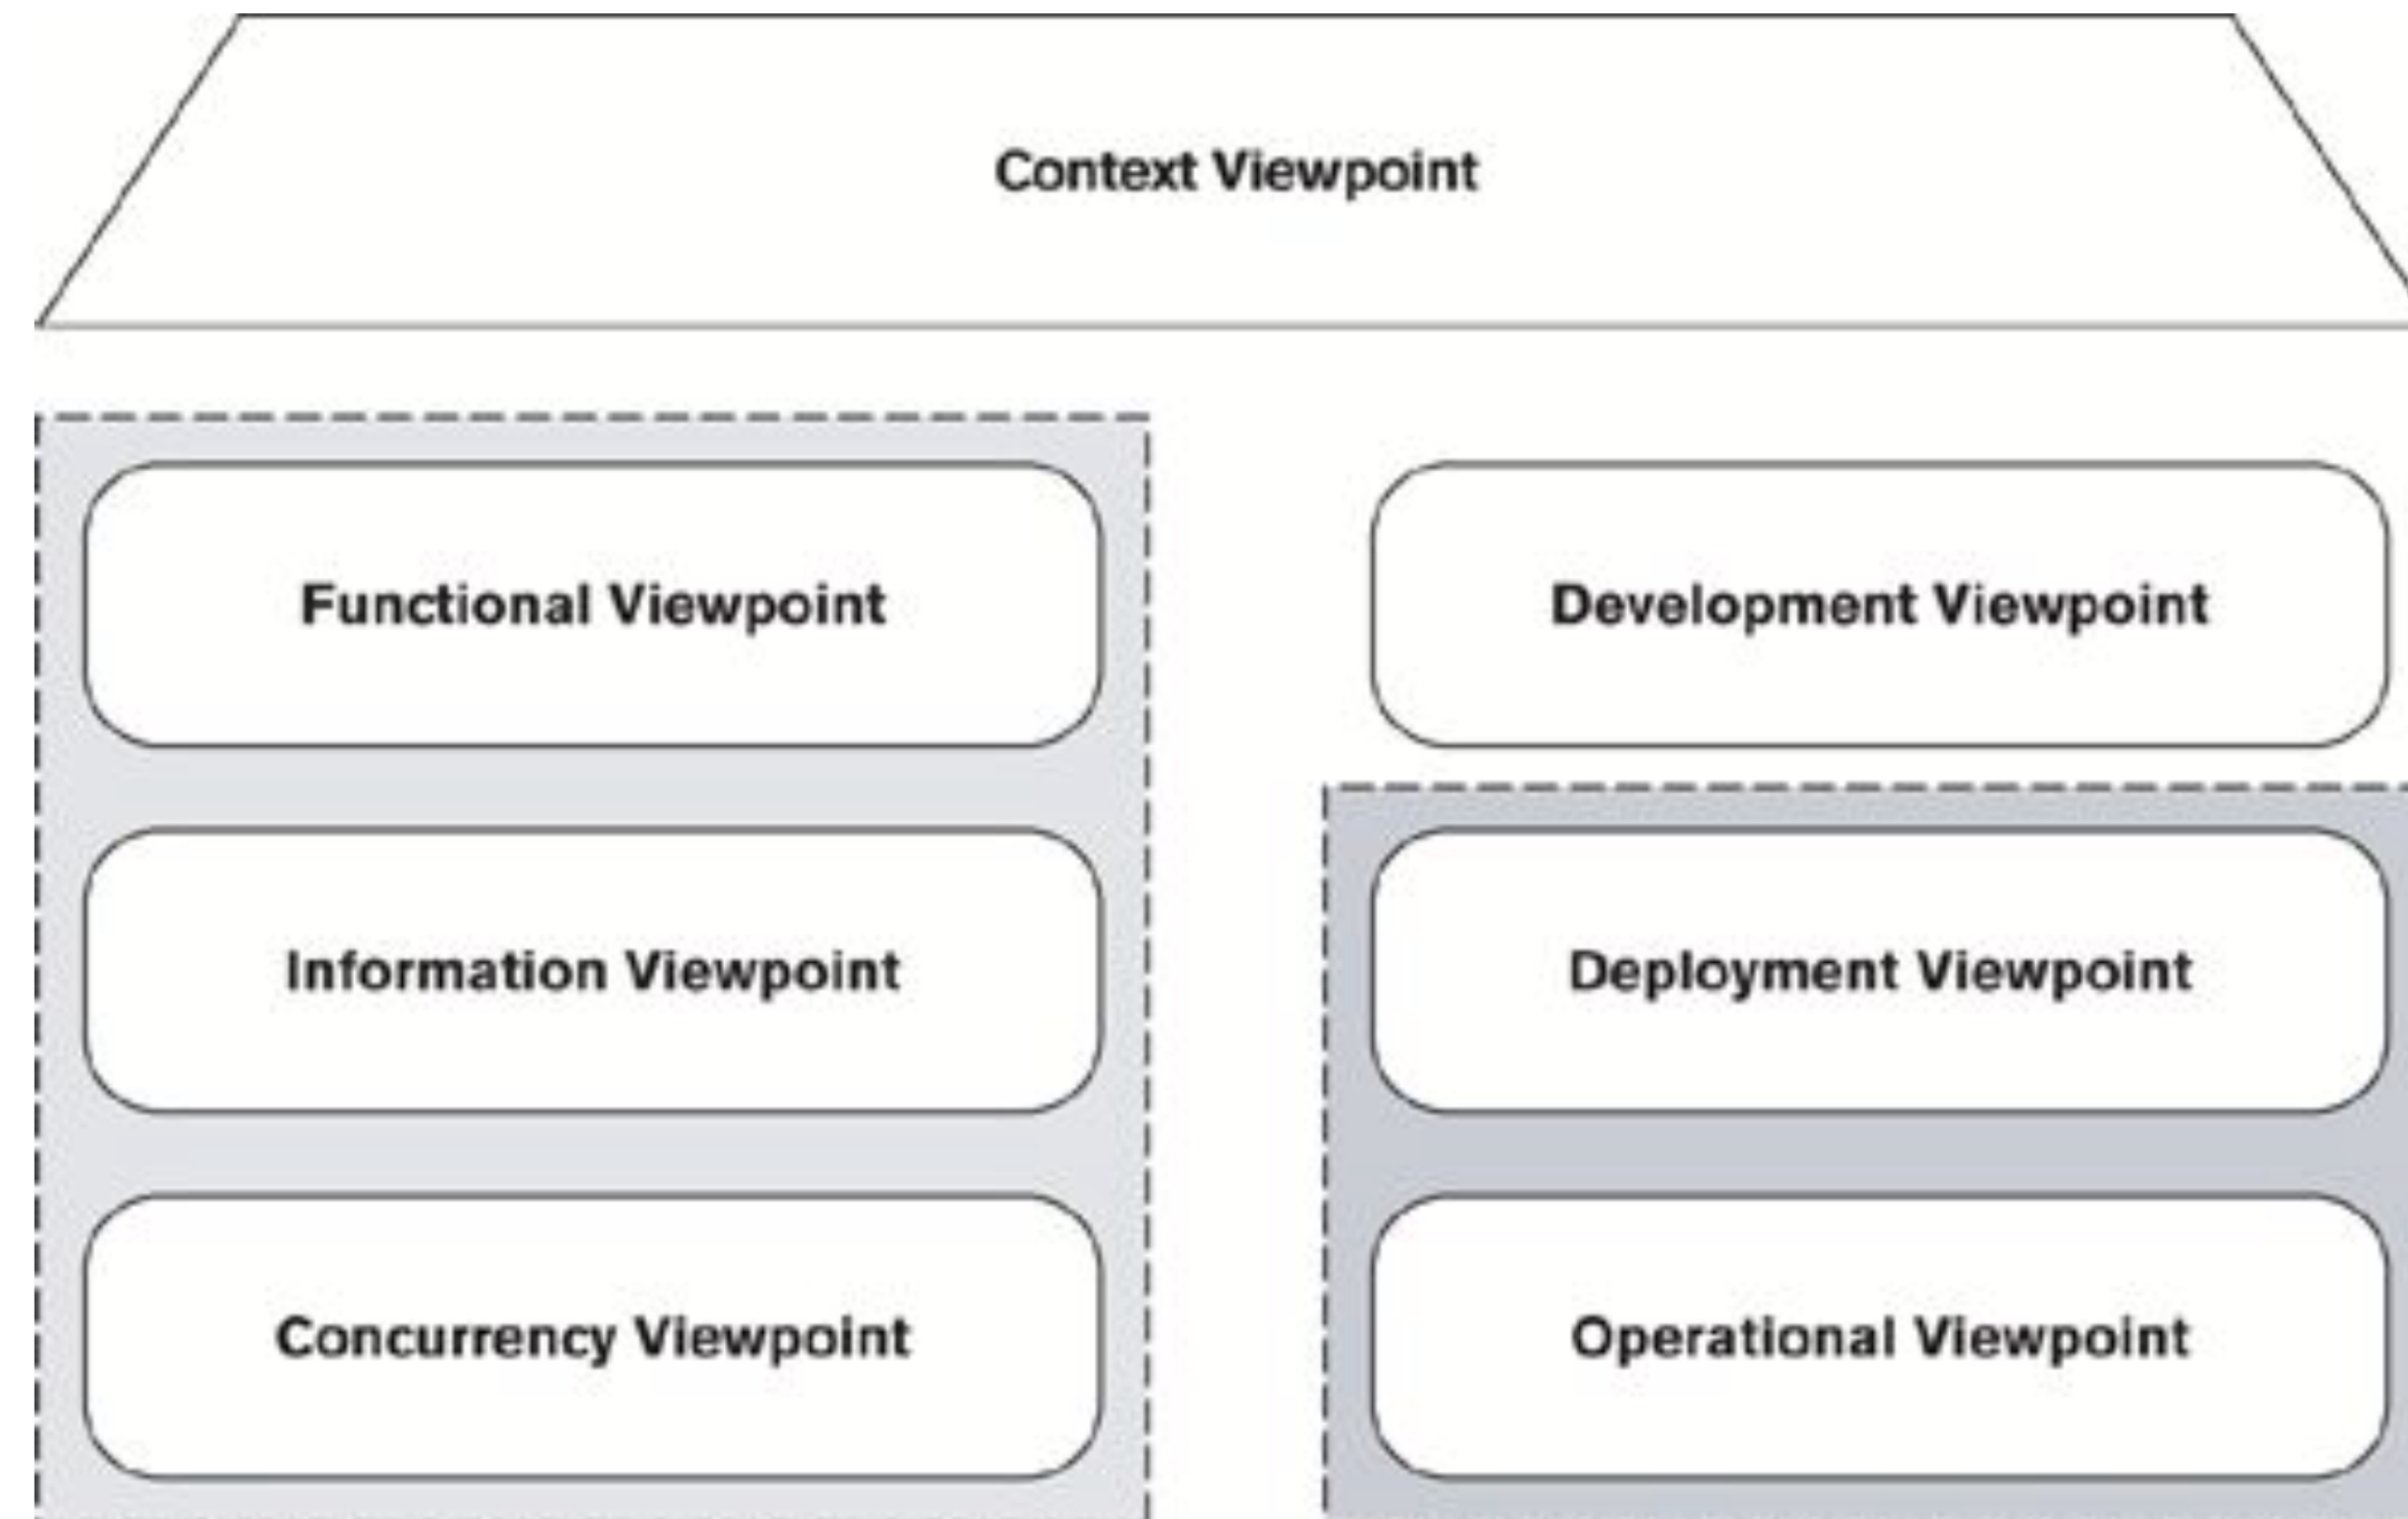 Context Viewpoint
Functional Viewpoint
Development Viewpoint
Information Viewpoint
Deployment Viewpoint
Concurrency Viewpoint
Operational Viewpoint